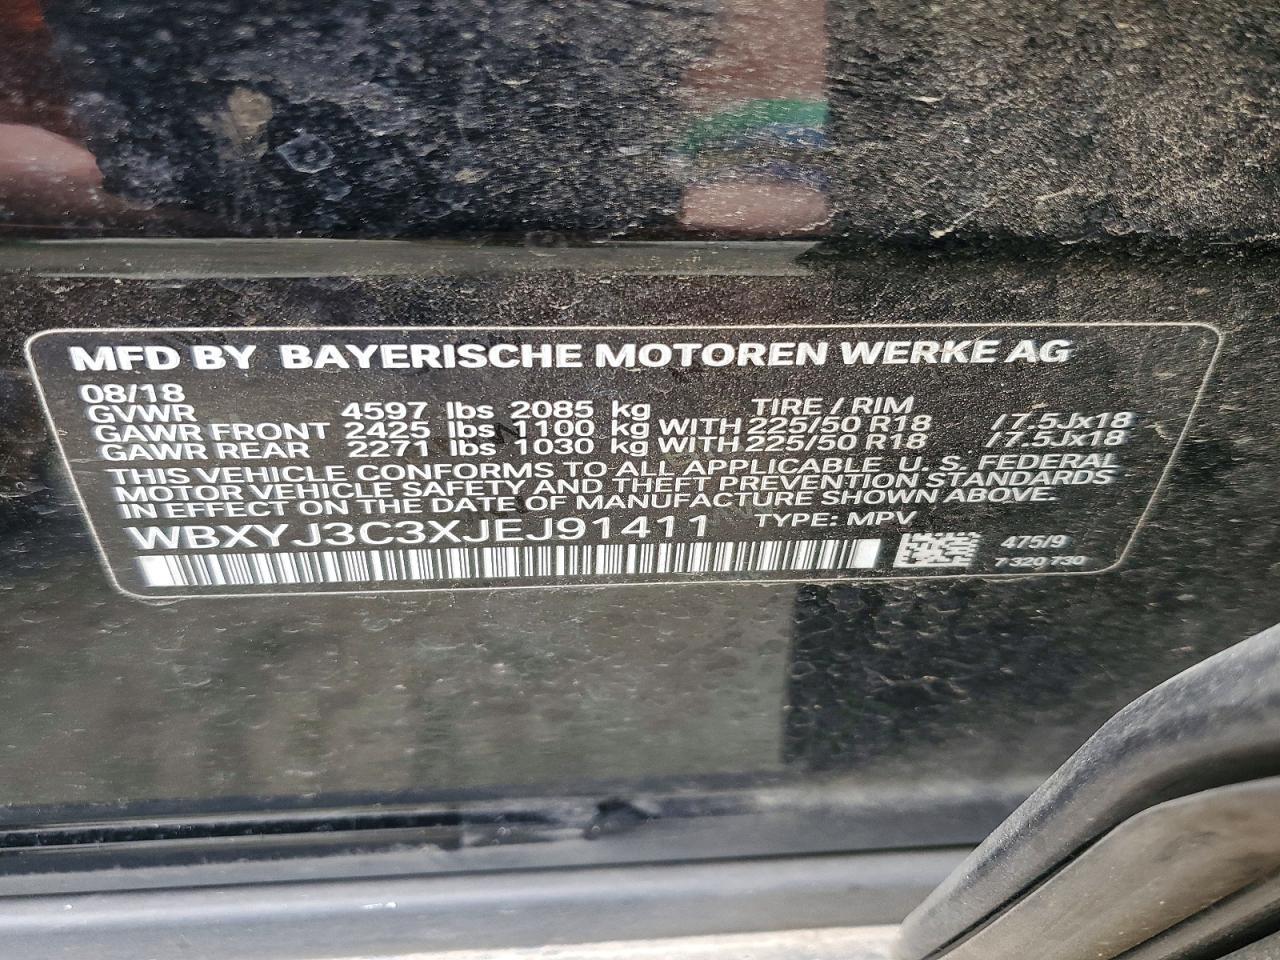 MFD BY BAYERISCHE MOTOREN WERKE AG
08/18
GVWR 4597 lbs 2085 kg TIRE / RIM
GAWR FRONT 2425 lbs 1100 kg WITH 225/50 R18 / 7.5Jx18
GAWR REAR 2271 lbs 1030 kg WITH 225/50 R18 / 7.5Jx18
THIS VEHICLE CONFORMS TO ALL APPLICABLE U. S. FEDERAL
MOTOR VEHICLE SAFETY AND THEFT PREVENTION STANDARDS
IN EFFECT ON THE DATE OF MANUFACTURE SHOWN ABOVE.
WBXYJ3C3XJEJ91411 TYPE: MPV
475/9
7 320 730